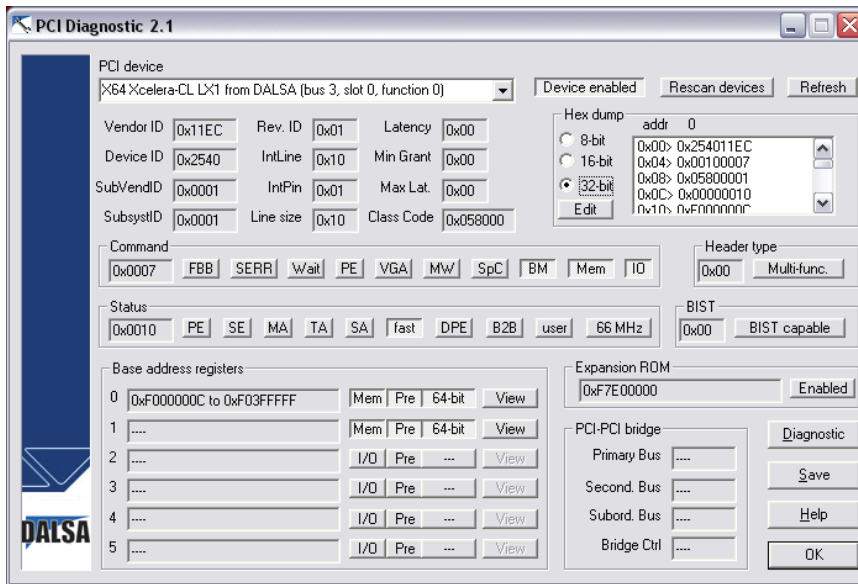 PCI Diagnostic 2.1
PCI device
X64 Xcelera-CL LX1 from DALSA (bus 3, slot 0, function 0)
Device enabled
Rescan devices
Refresh
Vendor ID 0x11EC Rev. ID 0x01 Latency 0x00
Device ID 0x2540 IntLine 0x10 Min Grant 0x00
SubVendID 0x0001 IntPin 0x01 Max Lat. 0x00
SubsystID 0x0001 Line size 0x10 Class Code 0x058000
Hex dump
addr 0
8-bit
16-bit
32-bit
Edit
0x00> 0x254011EC
0x04> 0x00100007
0x08> 0x05800001
0x0C> 0x00000010
0x10> 0xF000000C
Command
0x0007 FBB SERR Wait PE VGA MW SpC BM Mem IO
Header type
0x00 Multi-func.
Status
0x0010 PE SE MA TA SA fast DPE B2B user 66 MHz
BIST
0x00 BIST capable
Base address registers
0 0xF000000C to 0xF03FFFFF Mem Pre 64-bit View
1 ---- Mem Pre 64-bit View
2 ---- I/O Pre --- View
3 ---- I/O Pre --- View
4 ---- I/O Pre --- View
5 ---- I/O Pre --- View
Expansion ROM
0xF7E00000 Enabled
PCI-PCI bridge
Primary Bus ----
Second. Bus ----
Subord. Bus ----
Bridge Ctrl ----
Diagnostic
Save
Help
OK
DALSA